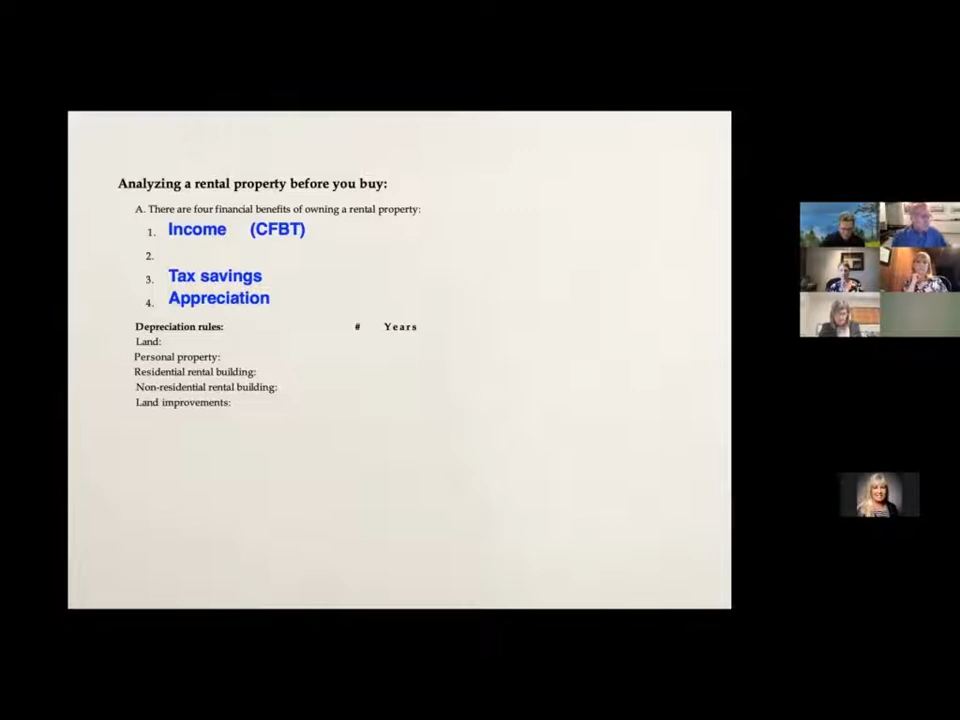 Analyzing a rental property before you buy:
A. There are four financial benefits of owning a rental property:
1. Income (CFBT)
2.
3. Tax savings
4. Appreciation
Depreciation rules: # Years
Land:
Personal property:
Residential rental building:
Non-residential rental building:
Land improvements: